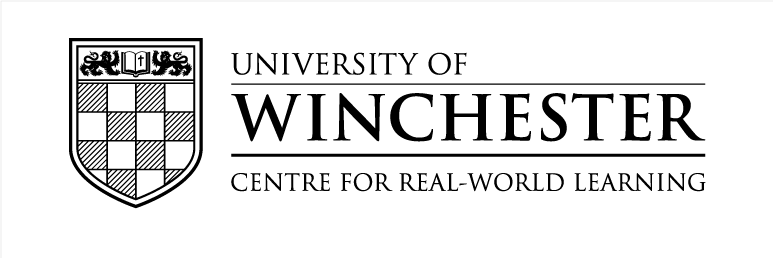 UNIVERSITY OF
WINCHESTER
CENTRE FOR REAL-WORLD LEARNING